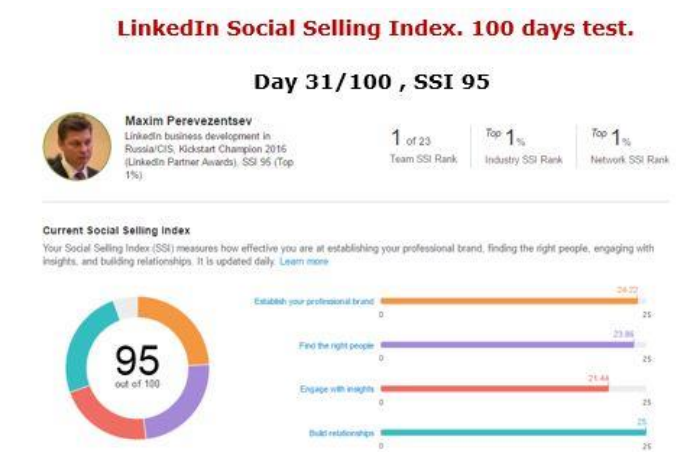 LinkedIn Social Selling Index. 100 days test.
Day 31/100 , SSI 95
Maxim Perevezentsev
LinkedIn business development in
Russia/CIS, Kickstart Champion 2016
(LinkedIn Partner Awards). SSI 95 (Top
1%)
1 of 23
Team SSI Rank
Top 1%
Industry SSI Rank
Top 1%
Network SSI Rank
Current Social Selling Index
Your Social Selling Index (SSI) measures how effective you are at establishing your professional brand, finding the right people, engaging with
insights, and building relationships. It is updated daily. Learn more
95
out of 100
Establish your professional brand
24.22
0
25
Find the right people
23.86
25
Engage with insights
21.44
0
25
Build relationships
25
0
25